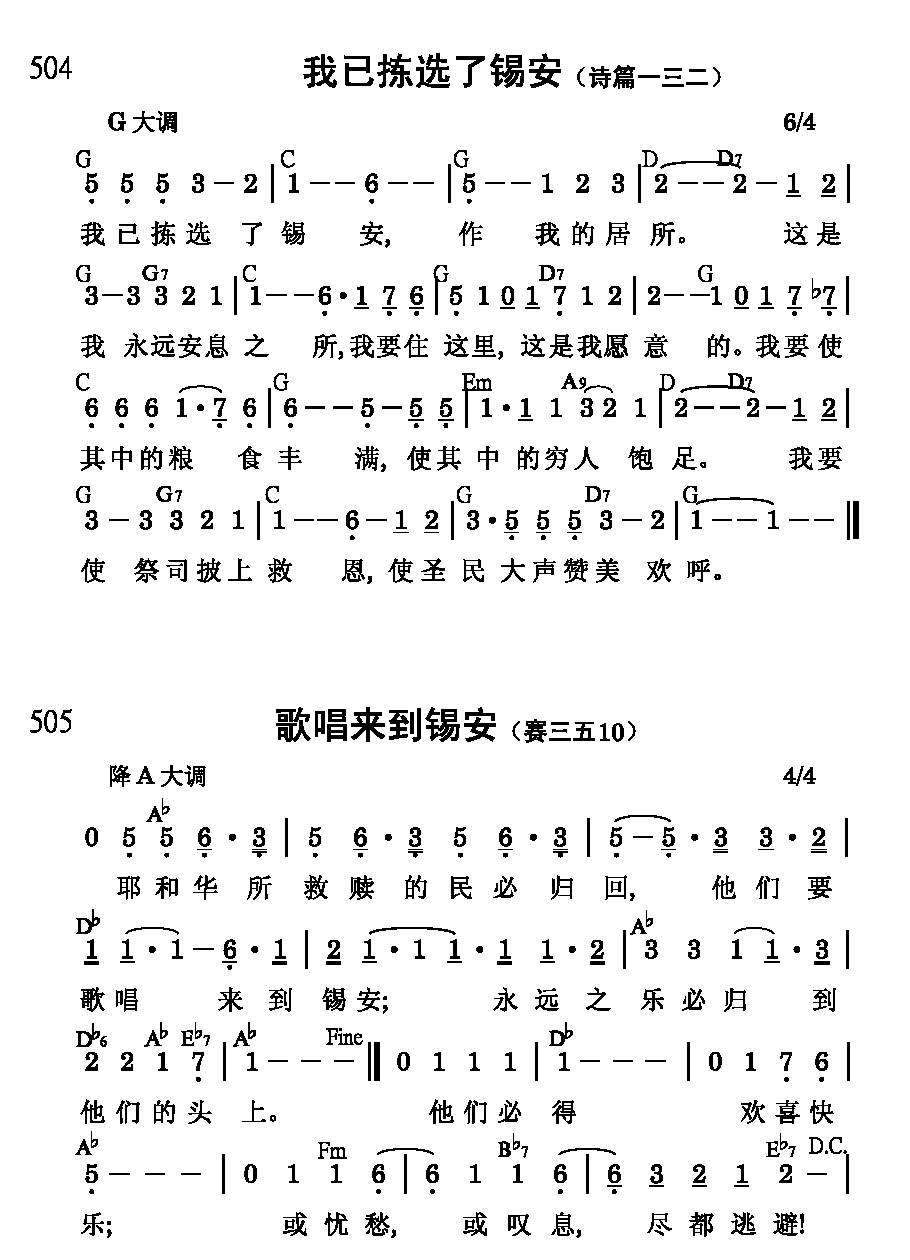 504 我已拣选了锡安（诗篇一三二）
G 大调 6/4
G C G D D7
5 5 5 3 - 2 | 1 - - 6 - - | 5 - - 1 2 3 | 2 - - 2 - 1 2 |
我已拣选 了锡 安, 作 我的居所。 这是
G G7 C G D7 G
3 - 3 3 2 1 | 1 - - 6 · 1 7 6 | 5 1 0 1 7 1 2 | 2 - - 1 0 1 7 ♭7
我 永远安息 之 所,我要住 这里, 这是我愿 意 的。我要使
C G Em A9 D D7
6 6 6 1 · 7 6 | 6 - - 5 - 5 5 | 1 · 1 1 3 2 1 | 2 - - 2 - 1 2 |
其中的粮 食丰 满, 使其 中 的穷人 饱 足。 我要
G G7 C G D7 G
3 - 3 3 2 1 | 1 - - 6 - 1 2 | 3 · 5 5 5 3 - 2 | 1 - - 1 - - ‖
使 祭司披上 救 恩, 使圣 民 大声赞美 欢 呼。
505 歌唱来到锡安（赛三五10）
降 A 大调 4/4
A♭
0 5 5 6 · 3 | 5 6 · 3 5 6 · 3 | 5 - 5 · 3 3 · 2 |
耶和华 所 救赎 的民必 归 回, 他们 要
D♭ A♭
1 1 · 1 - 6 · 1 | 2 1 · 1 1 · 1 1 · 2 | 3 3 1 1 · 3 |
歌唱 来到 锡安; 永远之 乐必归 到
D♭6 A♭ E♭7 A♭ Fine D♭
2 2 1 7 | 1 - - - ‖ 0 1 1 1 | 1 - - - | 0 1 7 6 |
他们的头 上。 他们必 得 欢喜快
A♭ Fm B♭7 E♭7 D.C.
5 - - - | 0 1 1 6 | 6 1 1 6 | 6 3 2 1 2 - |
乐; 或忧愁, 或叹息, 尽都逃避!